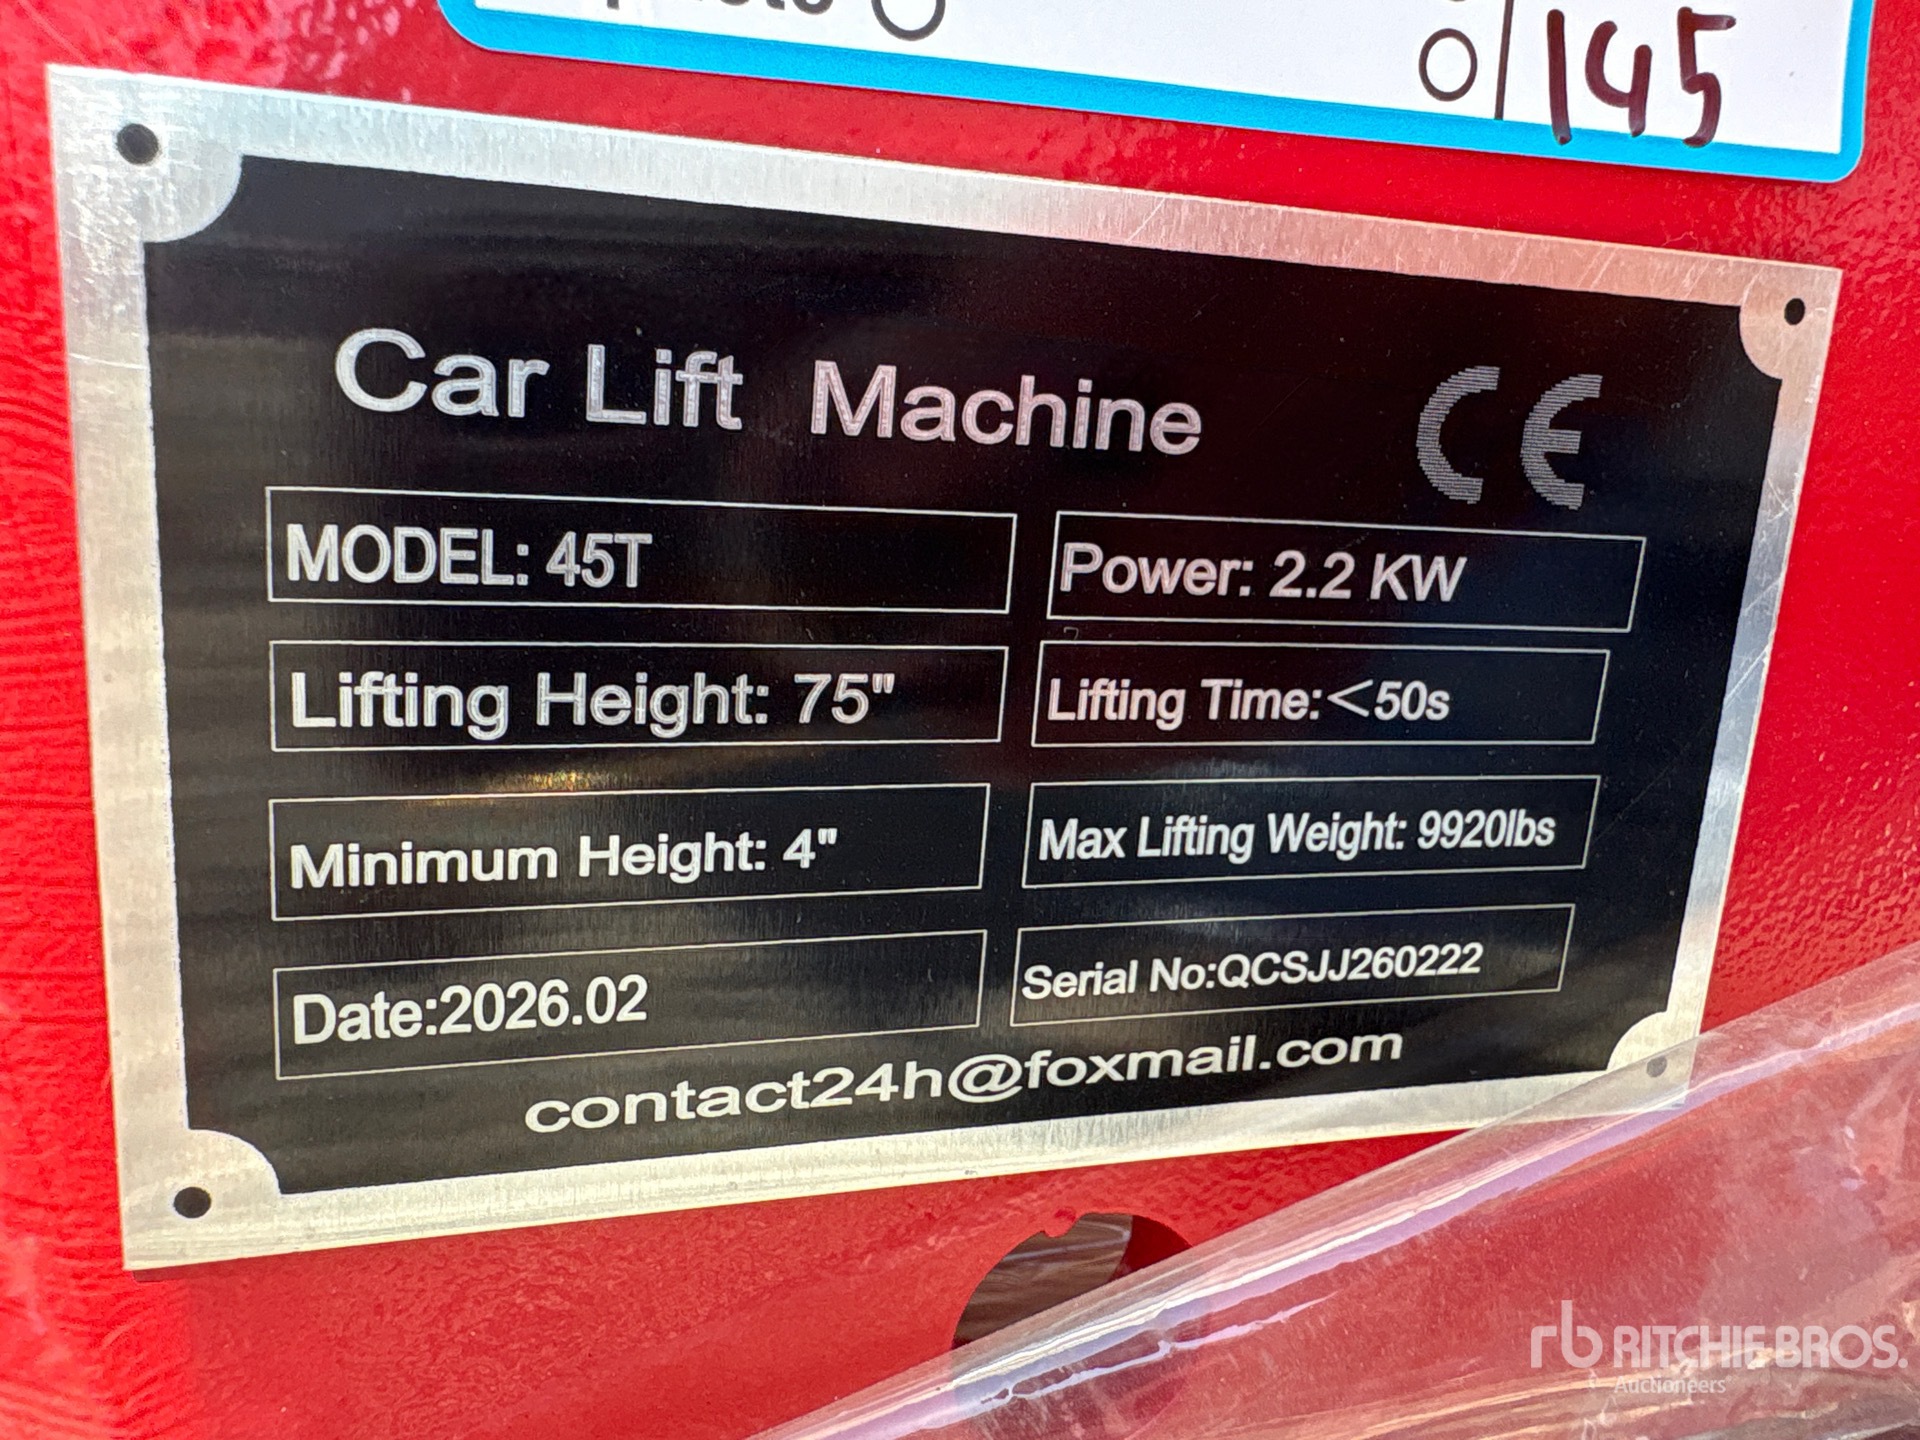 145
Car Lift Machine CE
MODEL: 45T
Power: 2.2 KW
Lifting Height: 75"
Lifting Time:<50s
Minimum Height: 4"
Max Lifting Weight: 9920lbs
Date:2026.02
Serial No:QCSJJ260222
contact24h@foxmail.com
rb RITCHIE BROS.
Auctioneers